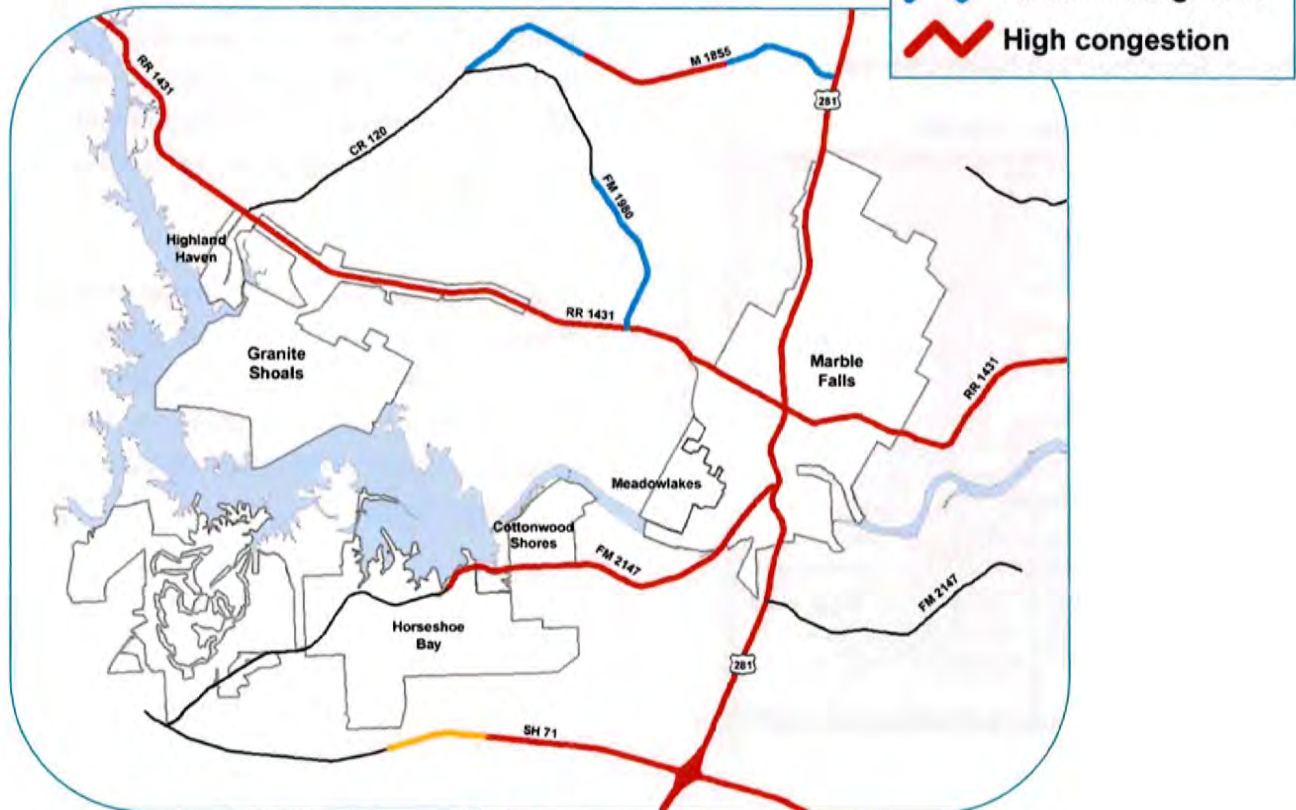 High congestion
RR 1431
M 1855
281
CR 120
FM 1980
Highland
Haven
RR 1431
Granite
Shoals
Marble
Falls
RR 1431
Meadowlakes
Cottonwood
Shores
FM 2147
FM 2147
Horseshoe
Bay
281
SH 71